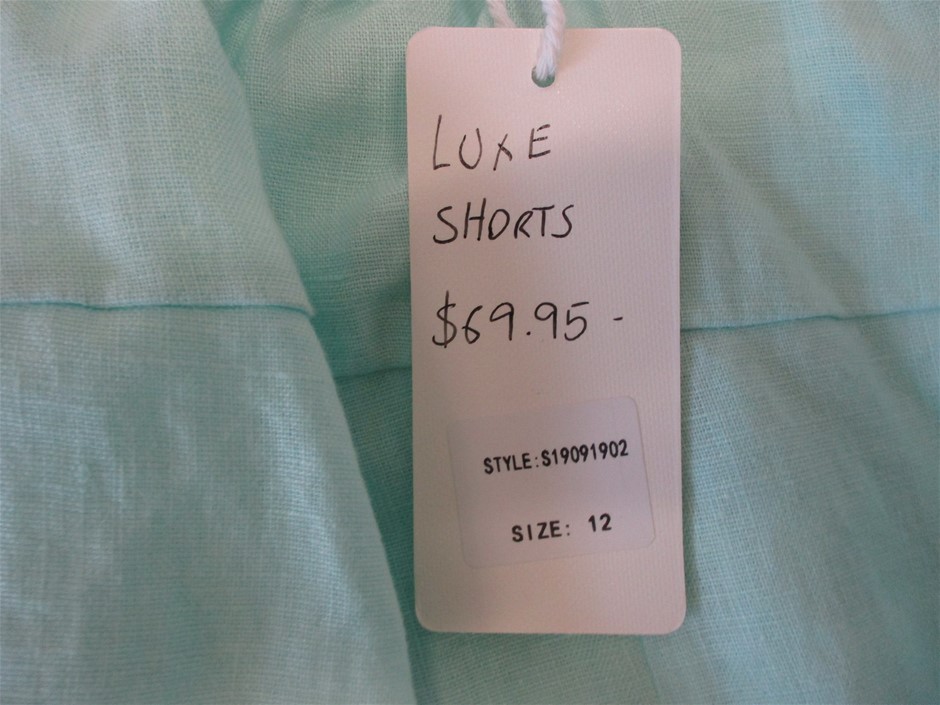 LUXE
SHORTS
$69.95 -
STYLE:S19091902
SIZE: 12